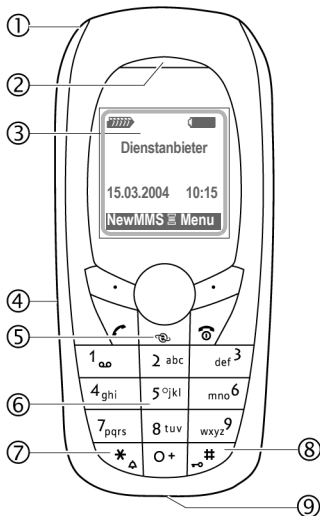 ①
②
③
Dienstanbieter
15.03.2004 10:15
NewMMS Menu
④
⑤
1 2 abc def 3
4 ghi 5 jkl mno 6
⑥
7 pqrs 8 tuv wxyz 9
⑦ * 0 + # ⑧
⑨